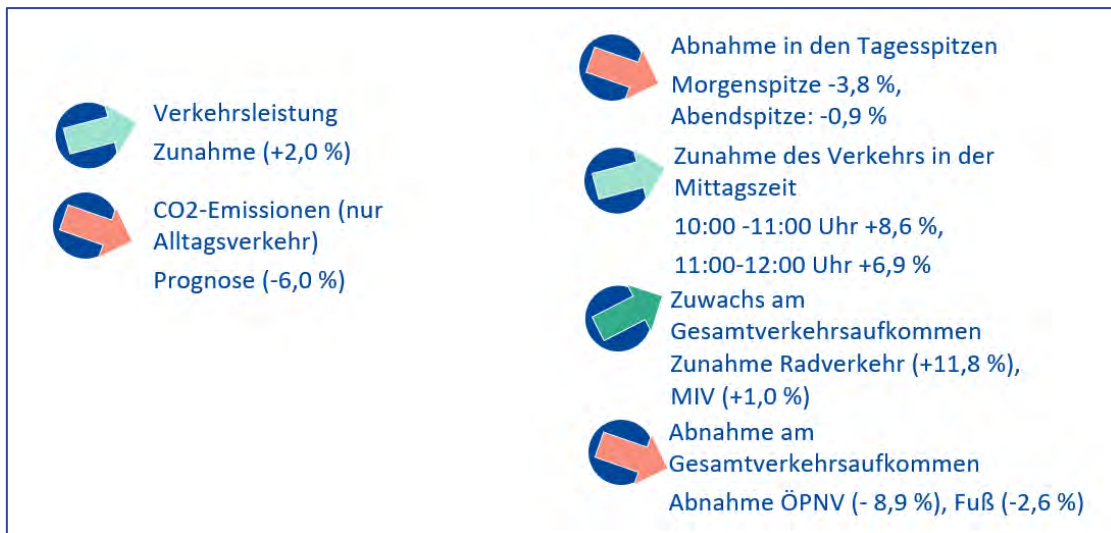 Verkehrsleistung
Zunahme (+2,0 %)
CO2-Emissionen (nur
Alltagsverkehr)
Prognose (-6,0 %)
Abnahme in den Tagesspitzen
Morgenspitze -3,8 %,
Abendspitze: -0,9 %
Zunahme des Verkehrs in der
Mittagszeit
10:00 -11:00 Uhr +8,6 %,
11:00-12:00 Uhr +6,9 %
Zuwachs am
Gesamtverkehrsaufkommen
Zunahme Radverkehr (+11,8 %),
MIV (+1,0 %)
Abnahme am
Gesamtverkehrsaufkommen
Abnahme ÖPNV (- 8,9 %), Fuß (-2,6 %)